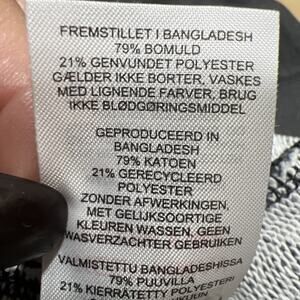 FREMSTILLET I BANGLADESH
79% BOMULD
21% GENVUNDET POLYESTER
GÆLDER IKKE BORTER, VASKES
MED LIGNENDE FARVER, BRUG
IKKE BLØDGØRINGSMIDDEL
GEPRODUCEERD IN
BANGLADESH
79% KATOEN
21% GERECYCLEERD
POLYESTER
ZONDER AFWERKINGEN,
MET GELIJKSOORTIGE
KLEUREN WASSEN, GEEN
WASVERZACHTER GEBRUIKEN
VALMISTETTU BANGLADESHISSA
79% PUUVILLA
21% KIERRÄTETTY POLYESTERI